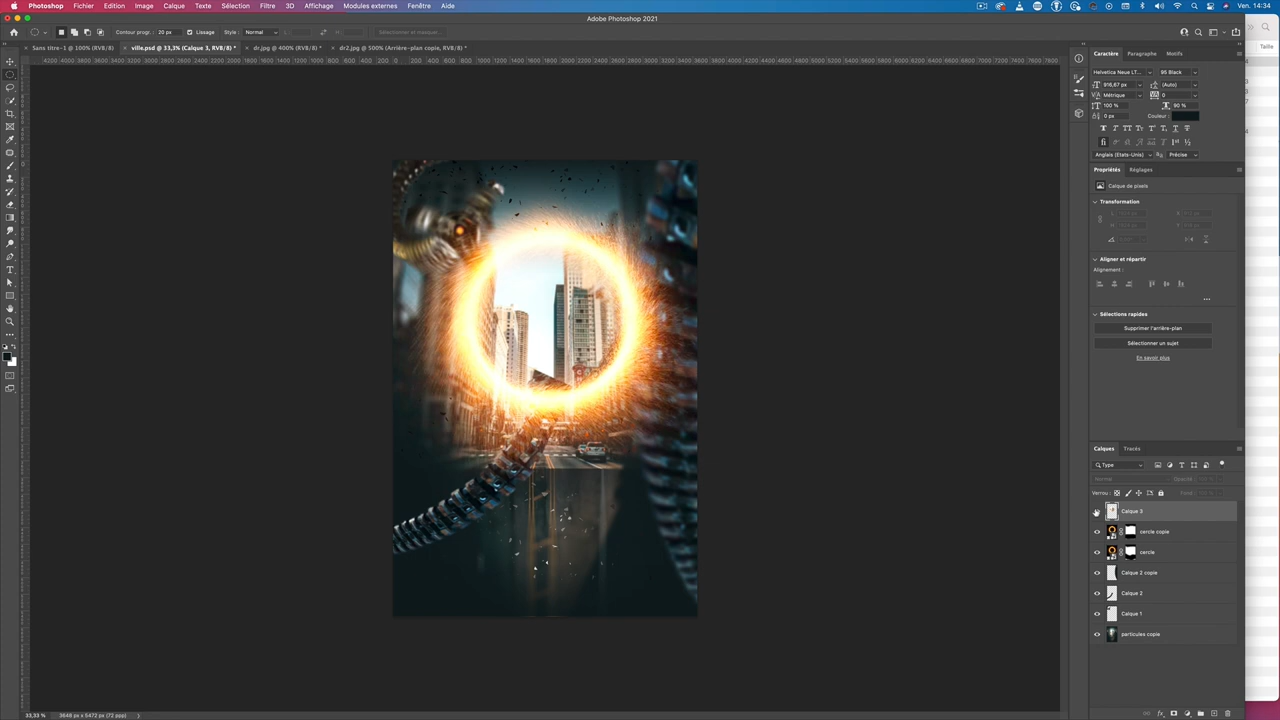 Photoshop Fichier Edition Image Calque Texte Sélection Filtre 3D Affichage Modules externes Fenêtre Aide Ven. 14:34
Adobe Photoshop 2021
Contour progr. : 20 px Lissage Style : Normal Sélectionner et masquer...
Sans titre-1 @ 100% (RVB/8) ville.psd @ 33,3% (Calque 3, RVB/8) * dr.jpg @ 400% (RVB/8) * dr2.jpg @ 500% (Arrière-plan copie, RVB/8) *
Taille
Caractère Paragraphe Motifs
Helvetica Neue LT... 95 Black
916,67 px (Auto)
Métrique 0
100 % 90 %
0 px Couleur :
Anglais (Etats-Unis) Précise
Propriétés Réglages
Calque de pixels
Transformation
Aligner et répartir
Alignement :
Sélections rapides
Supprimer l'arrière-plan
Sélectionner un sujet
En savoir plus
Calques Tracés
Type
Normal Opacité : 100 %
Verrou : Fond : 100 %
Calque 3
cercle copie
cercle
Calque 2 copie
Calque 2
Calque 1
particules copie
33,33 % 3648 px x 5472 px (72 ppp)